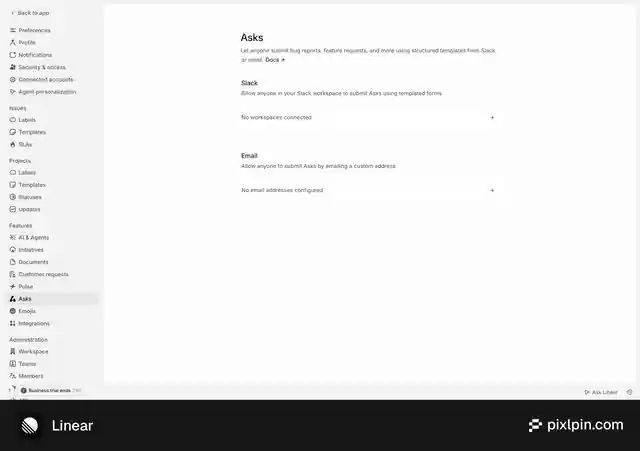 Back to app
Preferences
Profile
Notifications
Security & access
Connected accounts
Agent personalization
Issues
Labels
Templates
SLAs
Projects
Labels
Templates
Statuses
Updates
Features
AI & Agents
Initiatives
Documents
Customer requests
Pulse
Asks
Emojis
Integrations
Administration
Workspace
Teams
Members
Business trial ends
Asks
Let anyone submit bug reports, feature requests, and more using structured templates from Slack
or email. Docs ↗
Slack
Allow anyone in your Slack workspace to submit Asks using templated forms
No workspaces connected
Email
Allow anyone to submit Asks by emailing a custom address
No email addresses configured
Ask Linear
Linear
pixlpin.com